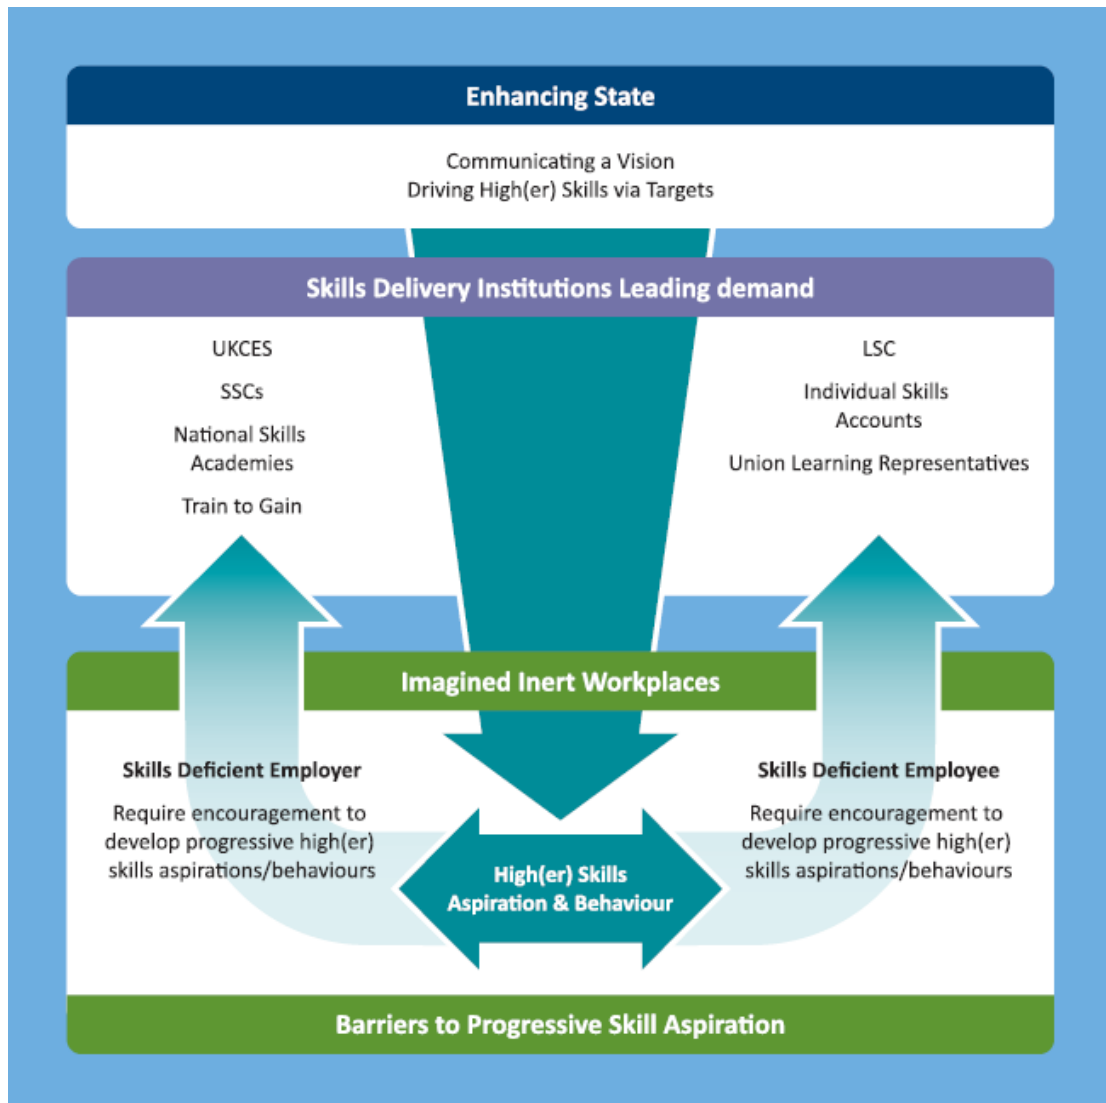 Enhancing State
Communicating a Vision
Driving High(er) Skills via Targets
Skills Delivery Institutions Leading demand
UKCES
SSCs
National Skills
Academies
Train to Gain
LSC
Individual Skills
Accounts
Union Learning Representatives
Imagined Inert Workplaces
Skills Deficient Employer
Require encouragement to
develop progressive high(er)
skills aspirations/behaviours
High(er) Skills
Aspiration & Behaviour
Skills Deficient Employee
Require encouragement to
develop progressive high(er)
skills aspirations/behaviours
Barriers to Progressive Skill Aspiration